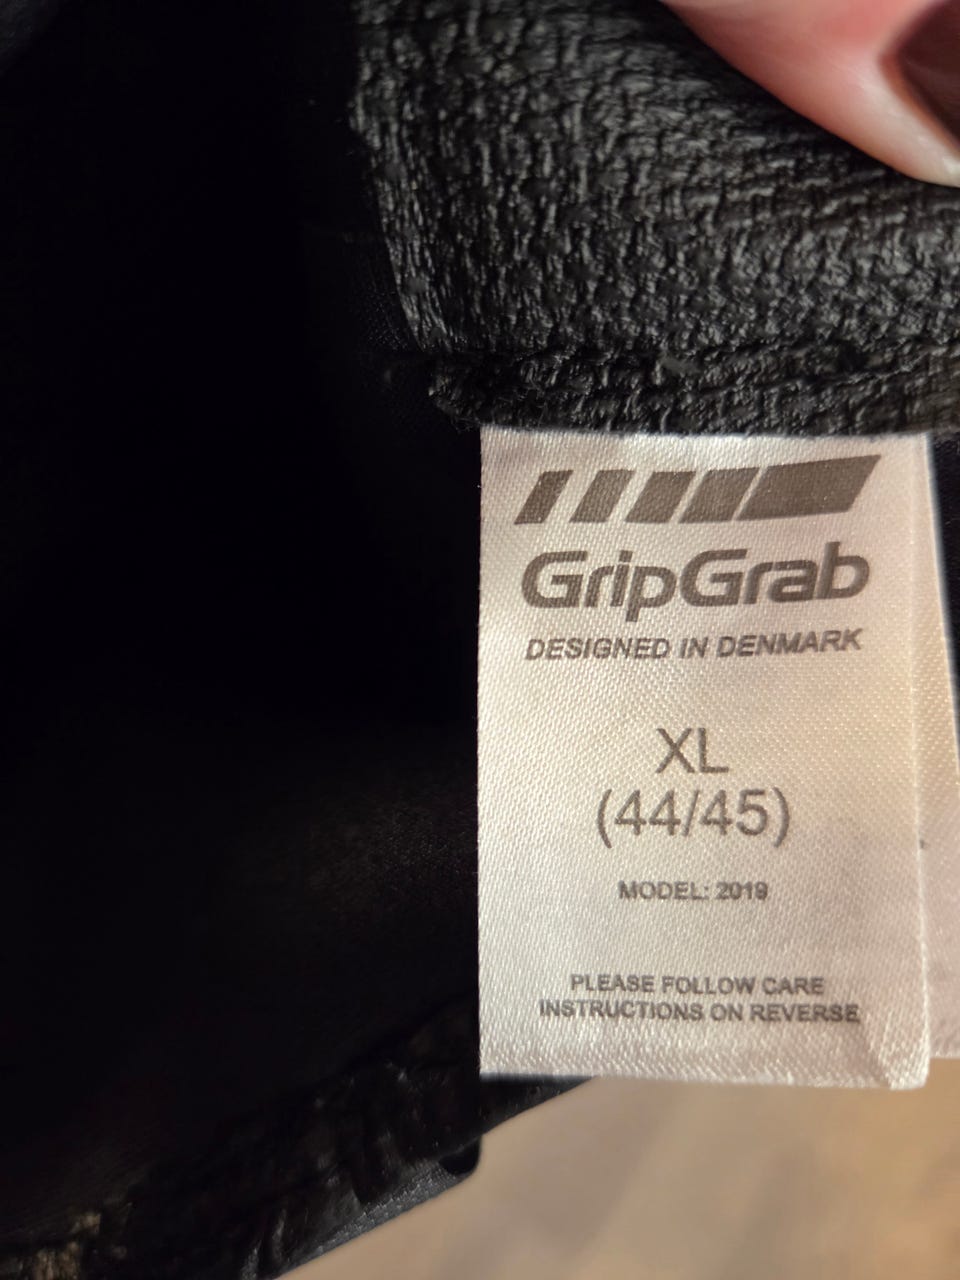 GripGrab
DESIGNED IN DENMARK
XL
(44/45)
MODEL: 2019
PLEASE FOLLOW CARE
INSTRUCTIONS ON REVERSE